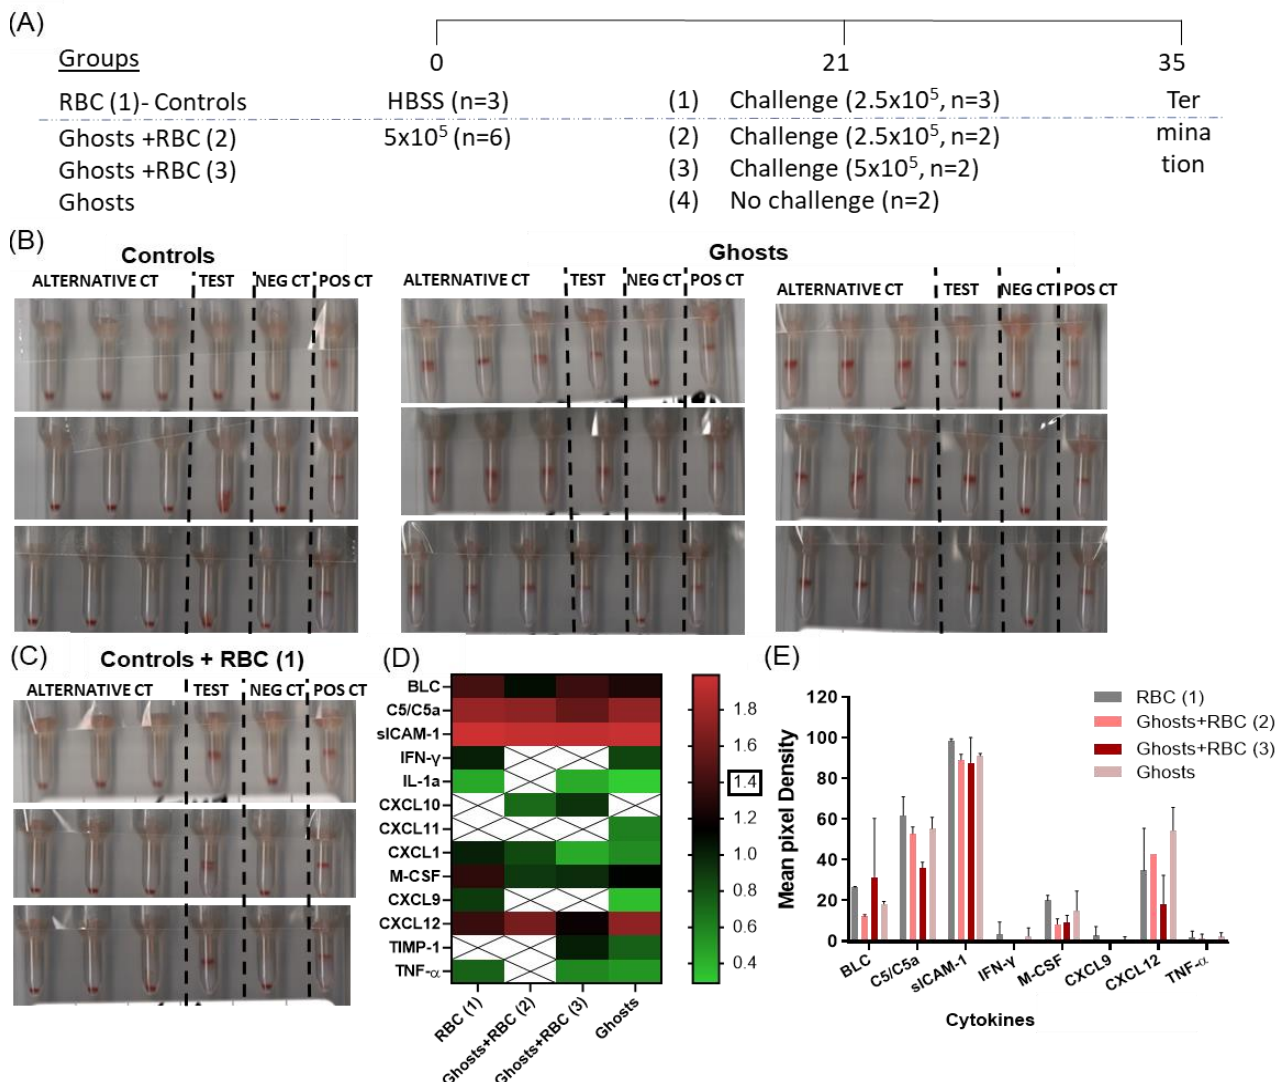 (A)
Groups
0 21 35
RBC (1)- Controls HBSS (n=3) (1) Challenge (2.5x10⁵, n=3) Ter
Ghosts +RBC (2) 5x10⁵ (n=6) (2) Challenge (2.5x10⁵, n=2) mina
Ghosts +RBC (3) (3) Challenge (5x10⁵, n=2) tion
Ghosts (4) No challenge (n=2)
(B)
Controls
ALTERNATIVE CT TEST NEG CT POS CT
Ghosts
ALTERNATIVE CT TEST NEG CT POS CT
ALTERNATIVE CT TEST NEG CT POS CT
(C)
Controls + RBC (1)
ALTERNATIVE CT TEST NEG CT POS CT
(D)
BLC
C5/C5a
sICAM-1
IFN-γ
IL-1a
CXCL10
CXCL11
CXCL1
M-CSF
CXCL9
CXCL12
TIMP-1
TNF-α
RBC (1)
Ghosts+RBC (2)
Ghosts+RBC (3)
Ghosts
1.8
1.6
1.4
1.2
1.0
0.8
0.6
0.4
(E)
Mean pixel Density
120
100
80
60
40
20
0
RBC (1)
Ghosts+RBC (2)
Ghosts+RBC (3)
Ghosts
BLC
C5/C5a
sICAM-1
IFN-γ
M-CSF
CXCL9
CXCL12
TNF-α
Cytokines